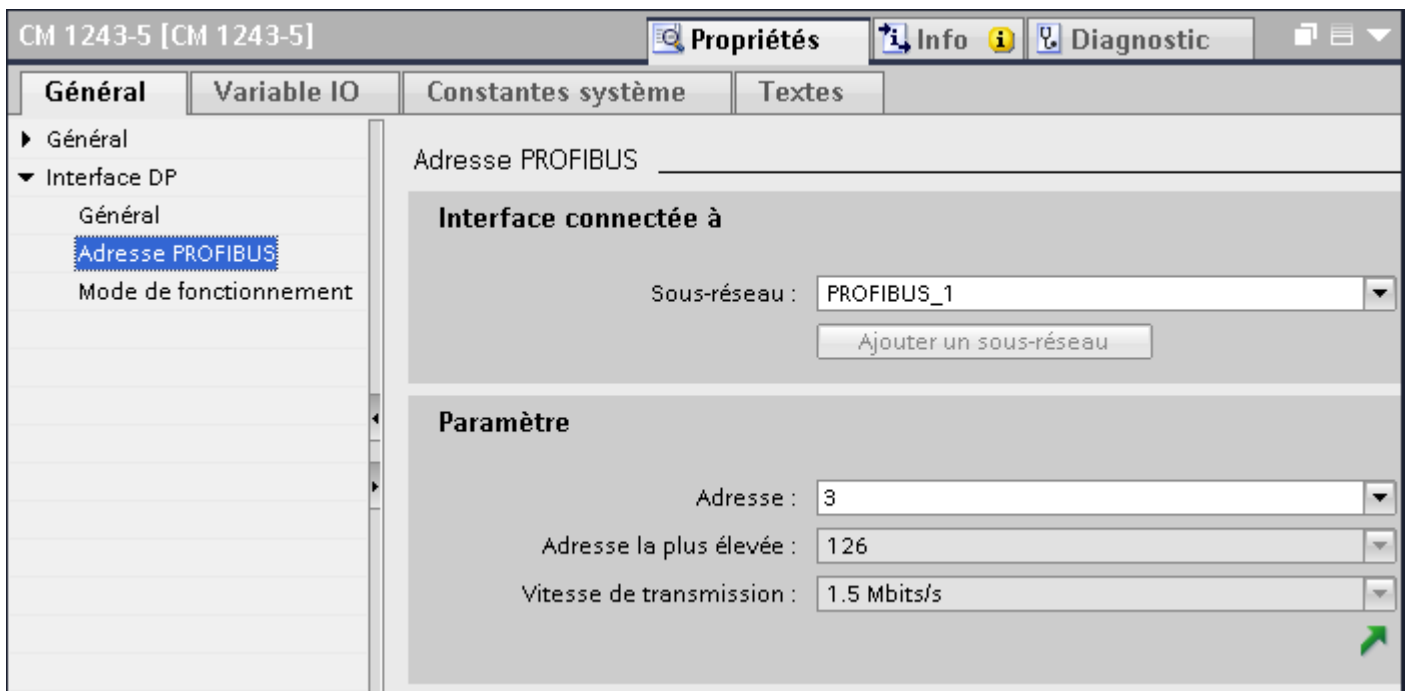 CM 1243-5 [CM 1243-5]
Propriétés
Info
Diagnostic
Général
Variable IO
Constantes système
Textes
Général
Interface DP
Général
Adresse PROFIBUS
Mode de fonctionnement
Adresse PROFIBUS
Interface connectée à
Sous-réseau : PROFIBUS_1
Ajouter un sous-réseau
Paramètre
Adresse : 3
Adresse la plus élevée : 126
Vitesse de transmission : 1.5 Mbits/s